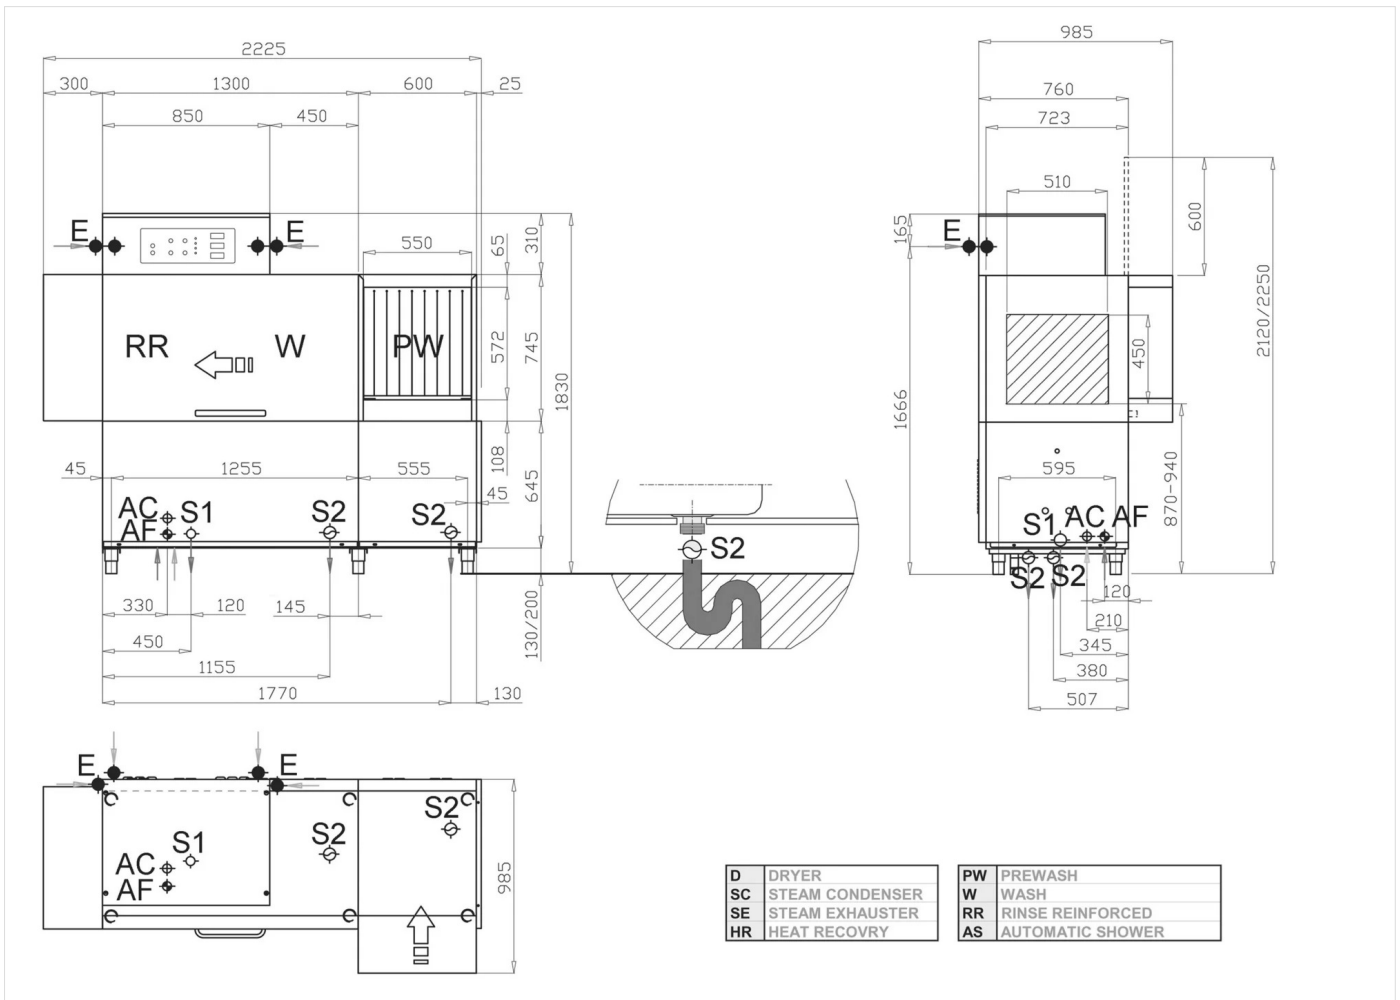 2225
300 1300 600 25
850 450
E E
550
65
310
RR W PW
572
745
1830
45 1255 555
108
645
45
AC S1 S2 S2
AF
330 120 145
130/200
450
1155
1770 130
S2
985
760
723
510
600
165
E
2120/2250
450
1666
595
870-940
S1 AC AF
S2 S2
120
210
345
380
507
E E
S2
S2
S1
AC
AF
985
D DRYER
SC STEAM CONDENSER
SE STEAM EXHAUSTER
HR HEAT RECOVRY
PW PREWASH
W WASH
RR RINSE REINFORCED
AS AUTOMATIC SHOWER